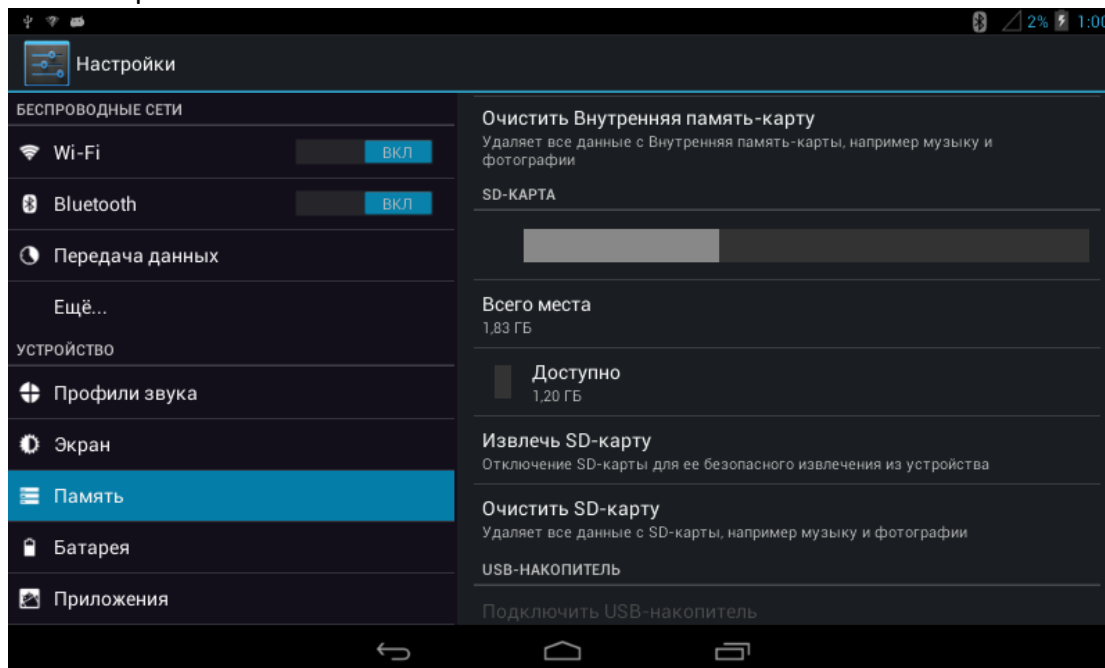 2% 1:00
Настройки
БЕСПРОВОДНЫЕ СЕТИ
Wi-Fi ВКЛ
Bluetooth ВКЛ
Передача данных
Ещё...
УСТРОЙСТВО
Профили звука
Экран
Память
Батарея
Приложения
Очистить Внутренняя память-карту
Удаляет все данные с Внутренняя память-карты, например музыку и
фотографии
SD-КАРТА
Всего места
1,83 ГБ
Доступно
1,20 ГБ
Извлечь SD-карту
Отключение SD-карты для ее безопасного извлечения из устройства
Очистить SD-карту
Удаляет все данные с SD-карты, например музыку и фотографии
USB-НАКОПИТЕЛЬ
Подключить USB-накопитель